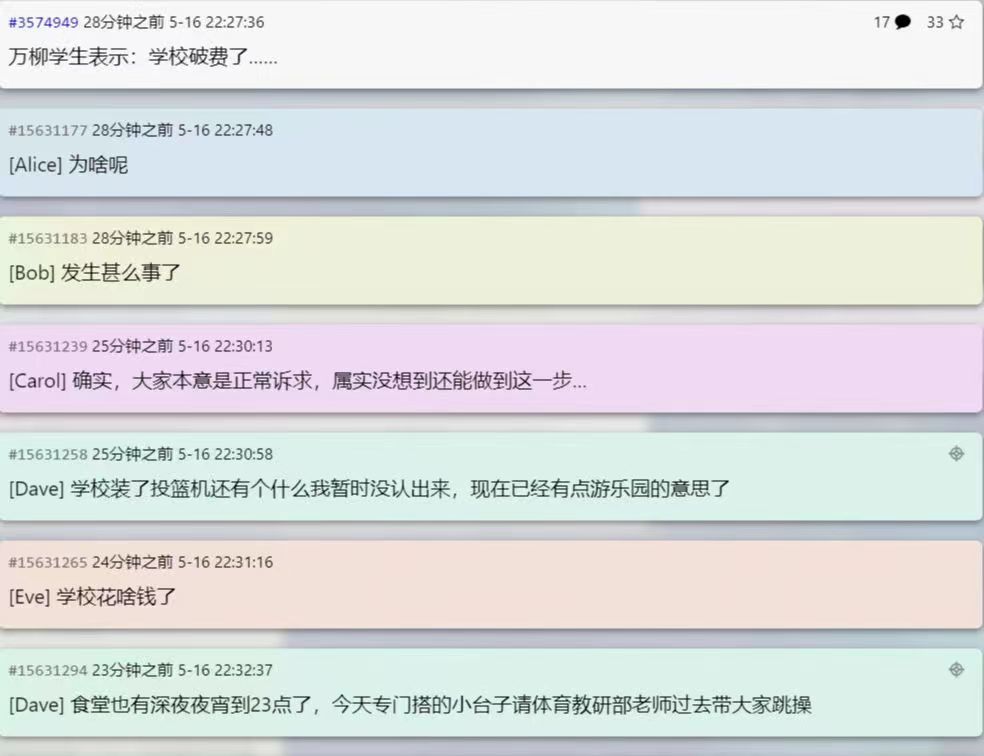 #3574949 28分钟之前 5-16 22:27:36 17 33
万柳学生表示：学校破费了......
#15631177 28分钟之前 5-16 22:27:48
[Alice] 为啥呢
#15631183 28分钟之前 5-16 22:27:59
[Bob] 发生甚么事了
#15631239 25分钟之前 5-16 22:30:13
[Carol] 确实，大家本意是正常诉求，属实没想到还能做到这一步...
#15631258 25分钟之前 5-16 22:30:58
[Dave] 学校装了投篮机还有个什么我暂时没认出来，现在已经有点游乐园的意思了
#15631265 24分钟之前 5-16 22:31:16
[Eve] 学校花啥钱了
#15631294 23分钟之前 5-16 22:32:37
[Dave] 食堂也有深夜夜宵到23点了，今天专门搭的小台子请体育教研部老师过去带大家跳操